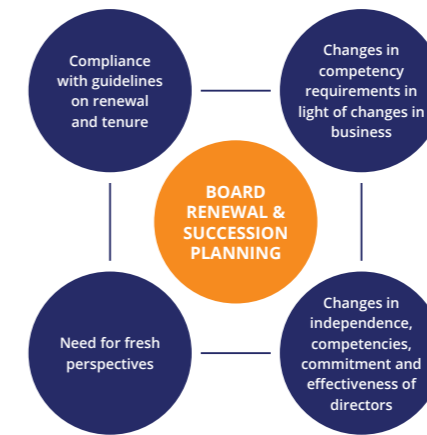 Compliance
with guidelines
on renewal
and tenure
Changes in
competency
requirements in
light of changes in
business
BOARD
RENEWAL &
SUCCESSION
PLANNING
Need for fresh
perspectives
Changes in
independence,
competencies,
commitment and
effectiveness of
directors